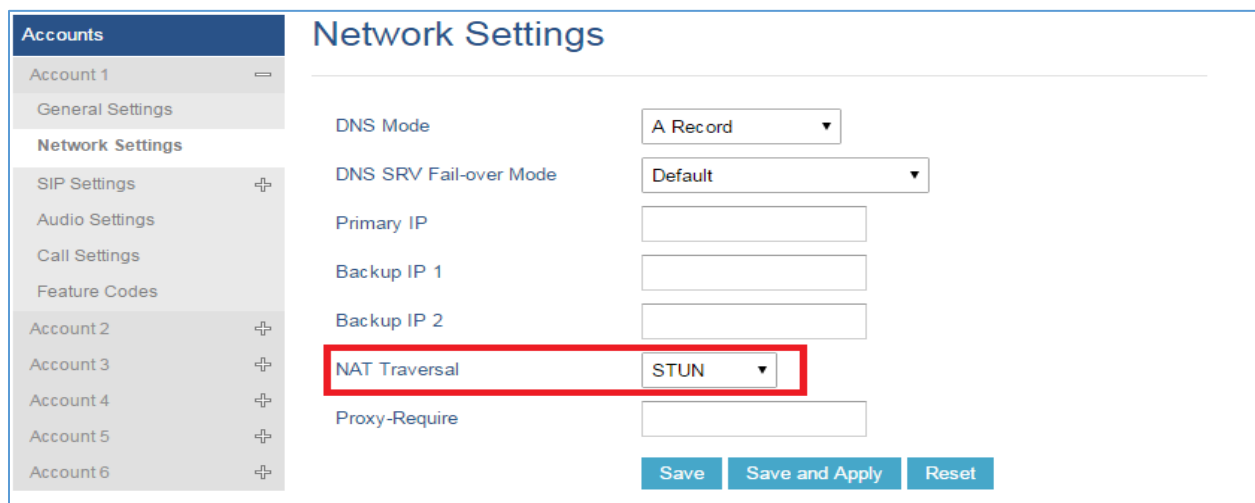 Accounts
Account 1
General Settings
Network Settings
SIP Settings
Audio Settings
Call Settings
Feature Codes
Account 2
Account 3
Account 4
Account 5
Account 6
Network Settings
DNS Mode A Record
DNS SRV Fail-over Mode Default
Primary IP
Backup IP 1
Backup IP 2
NAT Traversal STUN
Proxy-Require
Save Save and Apply Reset